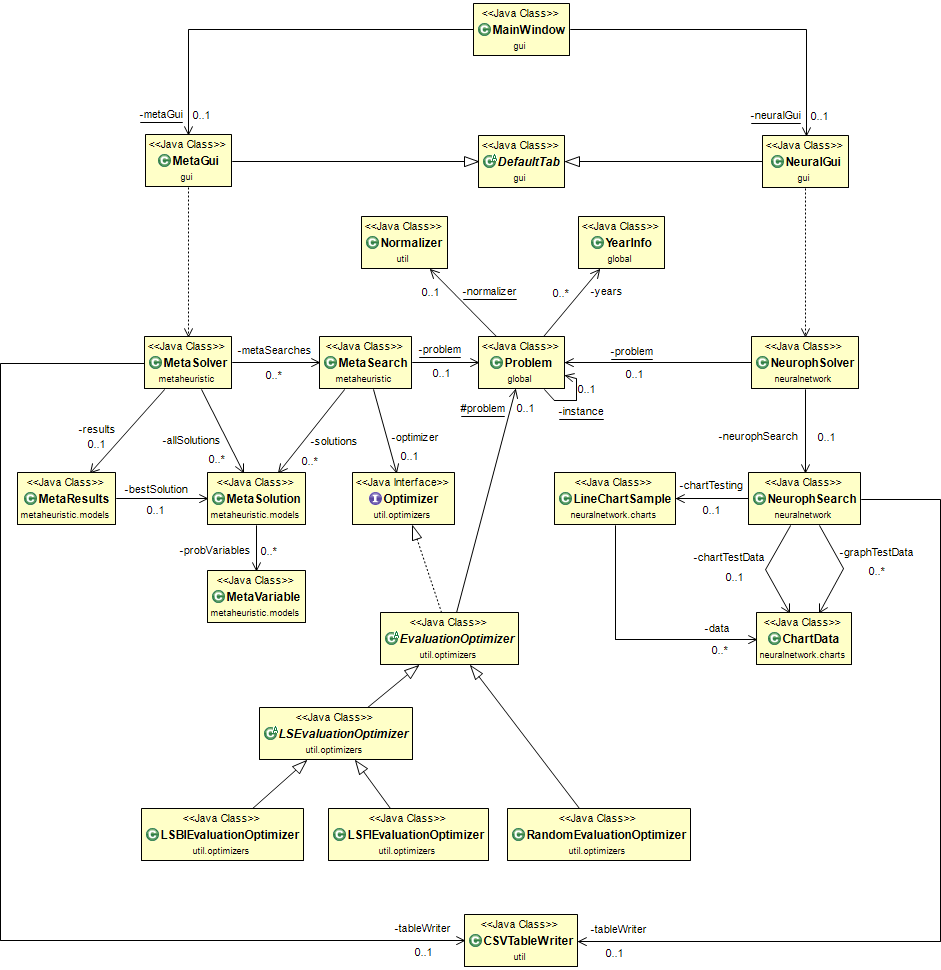 <<Java Class>>
MainWindow
gui
-metaGui
0..1
-neuralGui
0..1
<<Java Class>>
MetaGui
gui
<<Java Class>>
DefaultTab
gui
<<Java Class>>
NeuralGui
gui
<<Java Class>>
Normalizer
util
<<Java Class>>
YearInfo
global
0..1
-normalizer
0..*
-years
<<Java Class>>
MetaSolver
metaheuristic
-metaSearches
0..*
<<Java Class>>
MetaSearch
metaheuristic
-problem
0..1
<<Java Class>>
Problem
global
0..1
-instance
-problem
0..1
<<Java Class>>
NeurophSolver
neuralnetwork
#problem
0..1
-results
0..1
-allSolutions
0..*
-solutions
0..*
-optimizer
0..1
-neurophSearch
0..1
<<Java Class>>
MetaResults
metaheuristic.models
-bestSolution
0..1
<<Java Class>>
MetaSolution
metaheuristic.models
<<Java Interface>>
Optimizer
util.optimizers
<<Java Class>>
LineChartSample
neuralnetwork.charts
-chartTesting
0..1
<<Java Class>>
NeurophSearch
neuralnetwork
-probVariables
0..*
-chartTestData
0..1
-graphTestData
0..*
<<Java Class>>
MetaVariable
metaheuristic.models
<<Java Class>>
EvaluationOptimizer
util.optimizers
-data
0..*
<<Java Class>>
ChartData
neuralnetwork.charts
<<Java Class>>
LSEvaluationOptimizer
util.optimizers
<<Java Class>>
LSBIEvaluationOptimizer
util.optimizers
<<Java Class>>
LSFIEvaluationOptimizer
util.optimizers
<<Java Class>>
RandomEvaluationOptimizer
util.optimizers
-tableWriter
0..1
<<Java Class>>
CSVTableWriter
util
-tableWriter
0..1